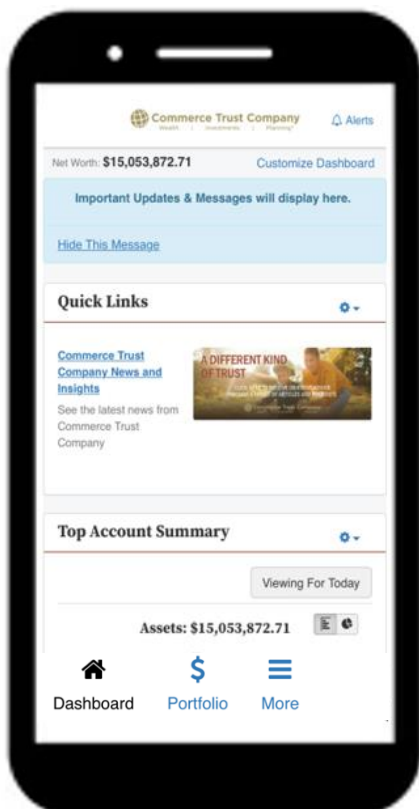 Commerce Trust Company
Wealth | Investments | Planning®
Alerts
Net Worth: $15,053,872.71 Customize Dashboard
Important Updates & Messages will display here.
Hide This Message
Quick Links
Commerce Trust
Company News and
Insights
See the latest news from
Commerce Trust
Company
A DIFFERENT KIND
OF TRUST
Commerce Trust Company
Top Account Summary
Viewing For Today
Assets: $15,053,872.71
Dashboard Portfolio More